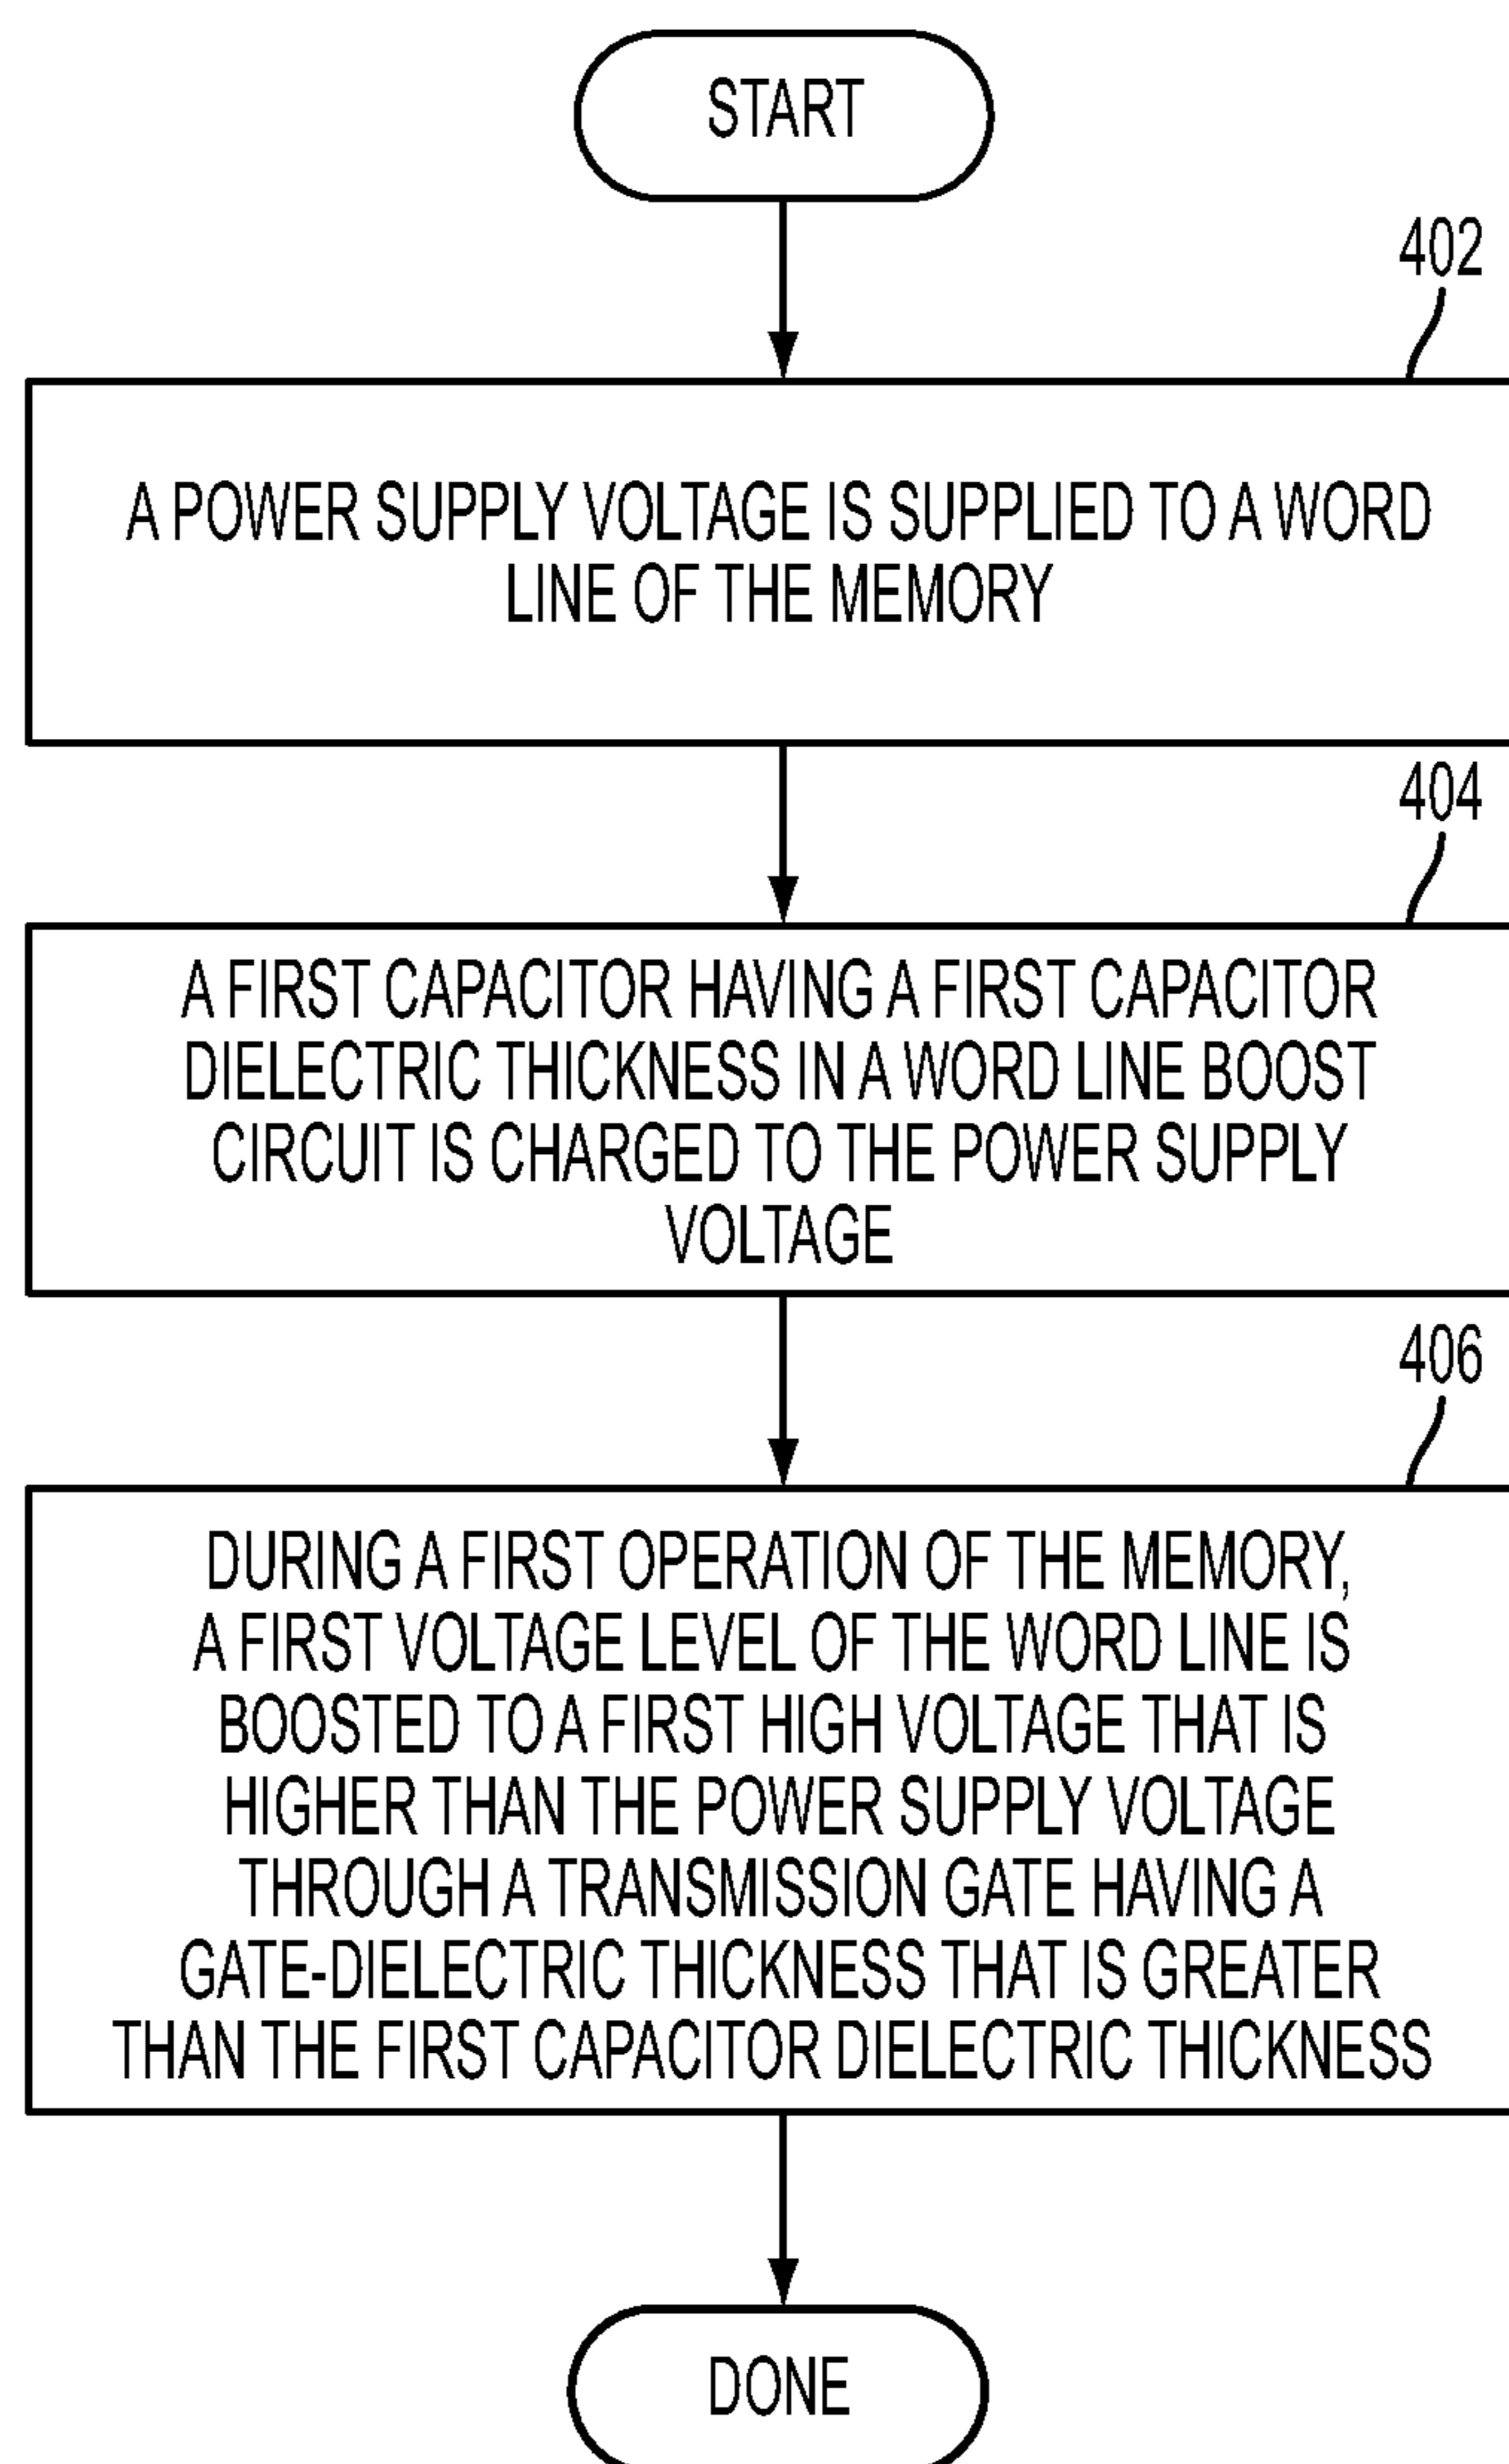 START
402
A POWER SUPPLY VOLTAGE IS SUPPLIED TO A WORD
LINE OF THE MEMORY
404
A FIRST CAPACITOR HAVING A FIRST CAPACITOR
DIELECTRIC THICKNESS IN A WORD LINE BOOST
CIRCUIT IS CHARGED TO THE POWER SUPPLY
VOLTAGE
406
DURING A FIRST OPERATION OF THE MEMORY,
A FIRST VOLTAGE LEVEL OF THE WORD LINE IS
BOOSTED TO A FIRST HIGH VOLTAGE THAT IS
HIGHER THAN THE POWER SUPPLY VOLTAGE
THROUGH A TRANSMISSION GATE HAVING A
GATE-DIELECTRIC THICKNESS THAT IS GREATER
THAN THE FIRST CAPACITOR DIELECTRIC THICKNESS
DONE